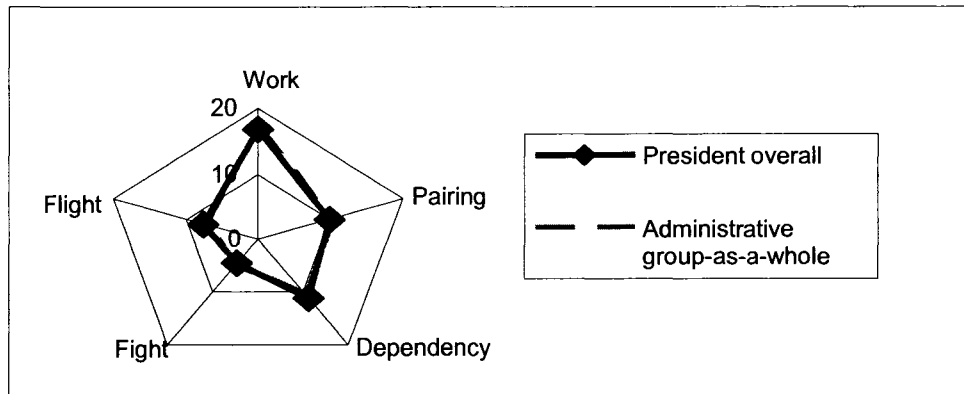 Work
20
10
0
Flight
Pairing
Fight
Dependency
President overall
Administrative
group-as-a-whole